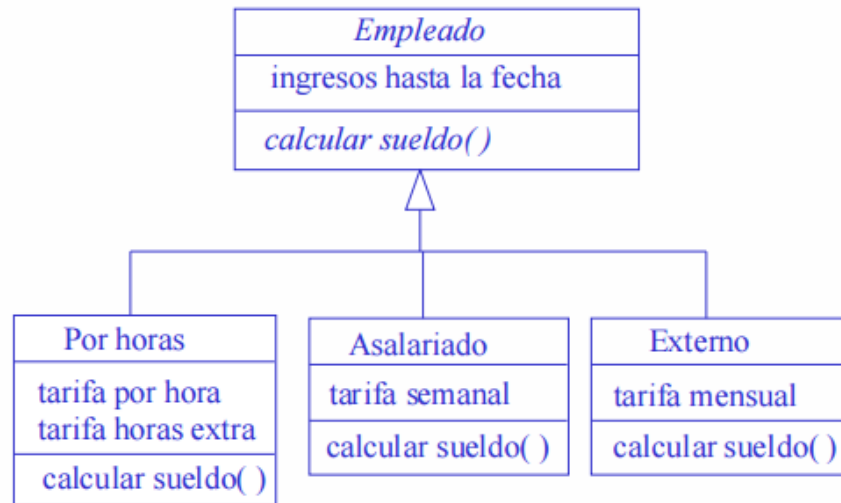 Empleado
ingresos hasta la fecha
calcular sueldo( )
Por horas
tarifa por hora
tarifa horas extra
calcular sueldo( )
Asalariado
tarifa semanal
calcular sueldo( )
Externo
tarifa mensual
calcular sueldo( )